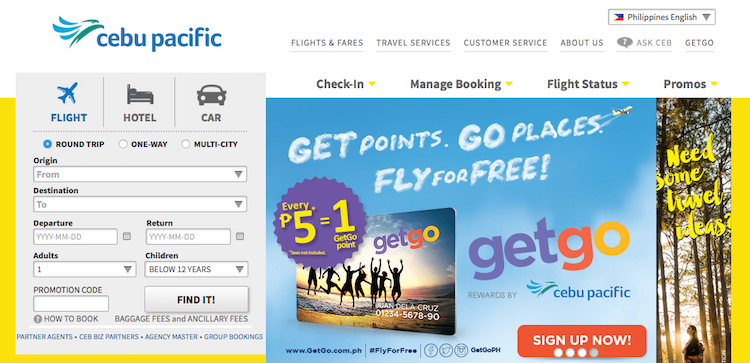 Philippines English
cebu pacific
FLIGHTS & FARES TRAVEL SERVICES CUSTOMER SERVICE ABOUT US ? ASK CEB GETGO
Check-In Manage Booking Flight Status Promos
FLIGHT HOTEL CAR
ROUND TRIP ONE-WAY MULTI-CITY
Origin
From
Destination
To
Departure Return
YYYY-MM-DD YYYY-MM-DD
Adults Children
1 BELOW 12 YEARS
PROMOTION CODE
FIND IT!
? HOW TO BOOK BAGGAGE FEES and ANCILLARY FEES
PARTNER AGENTS • CEB BIZ PARTNERS • AGENCY MASTER • GROUP BOOKINGS
GET POINTS. GO PLACES.
FLY FOR FREE!
Every
₱5=1
GetGo
point
*Taxes not included.
getgo
JUAN DELA CRUZ
01234-5678-90
getgo
REWARDS BY cebu pacific
SIGN UP NOW!
www.GetGo.com.ph | #FlyForFree | GetGoPH
Need
some
travel
ideas?